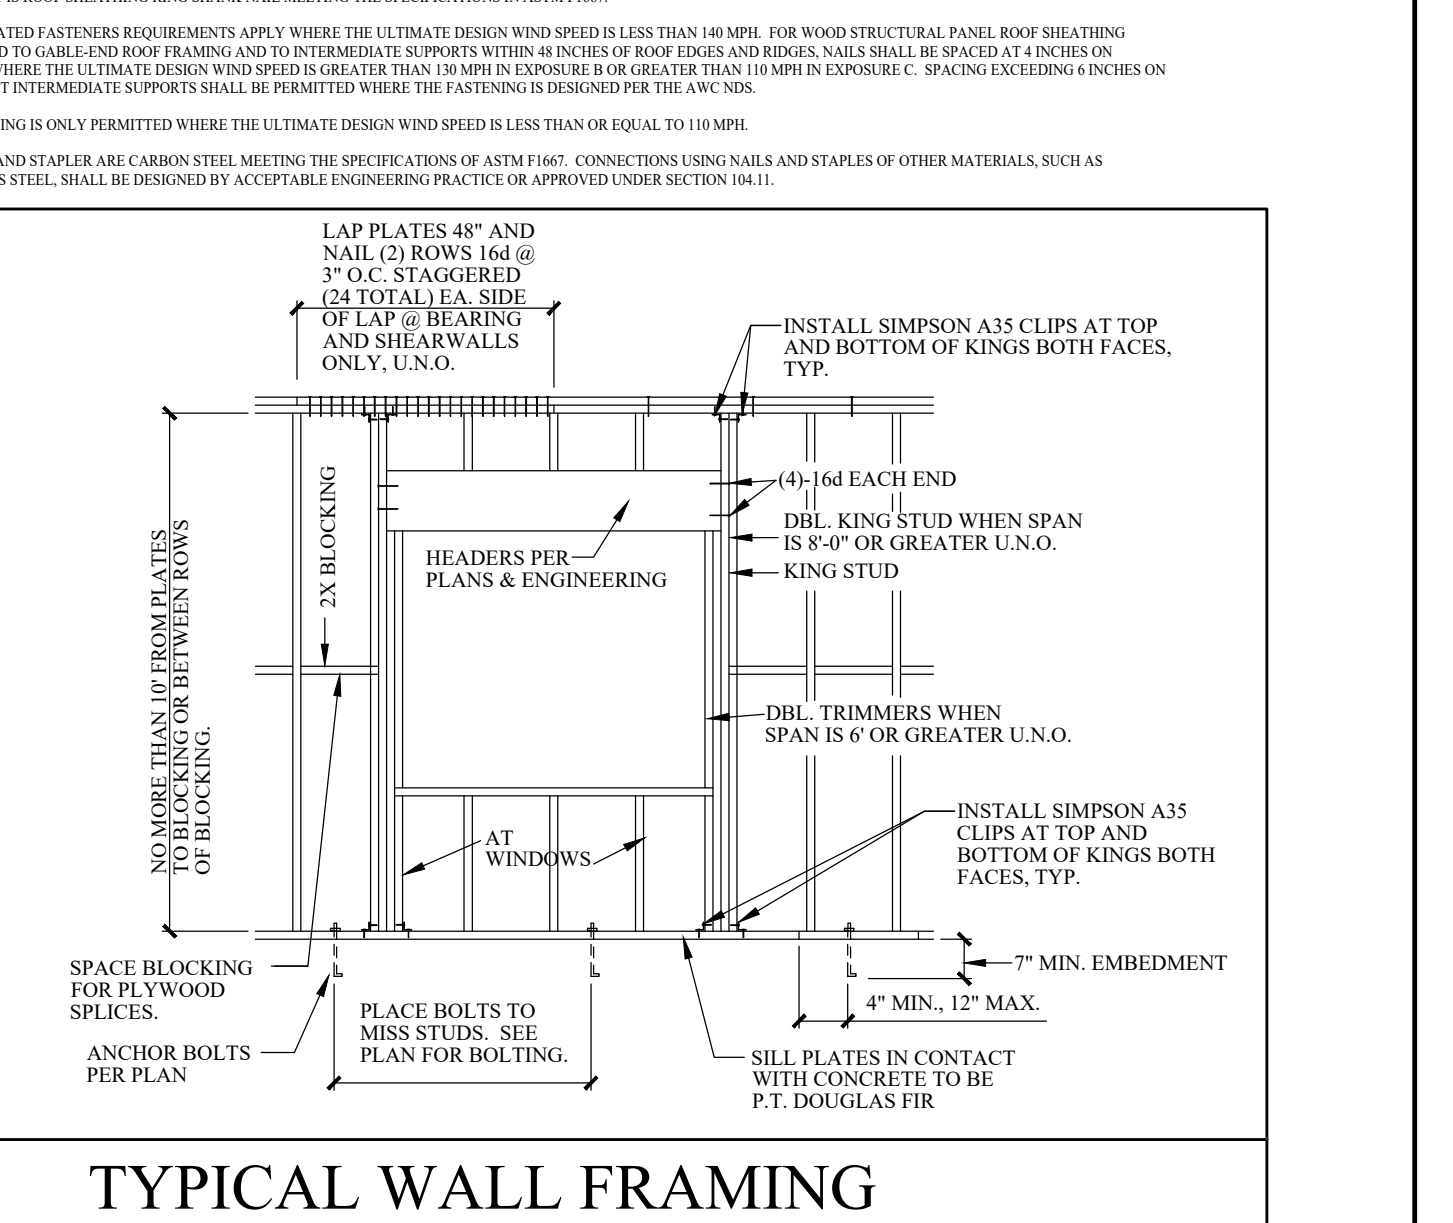 IS ROOF SHEATHING RING SHANK NAIL MEETING THE SPECIFICATIONS IN ASTM F1667.
ATED FASTENERS REQUIREMENTS APPLY WHERE THE ULTIMATE DESIGN WIND SPEED IS LESS THAN 140 MPH. FOR WOOD STRUCTURAL PANEL ROOF SHEATHING
D TO GABLE-END ROOF FRAMING AND TO INTERMEDIATE SUPPORTS WITHIN 48 INCHES OF ROOF EDGES AND RIDGES, NAILS SHALL BE SPACED AT 4 INCHES ON
WHERE THE ULTIMATE DESIGN WIND SPEED IS GREATER THAN 130 MPH IN EXPOSURE B OR GREATER THAN 110 MPH IN EXPOSURE C. SPACING EXCEEDING 6 INCHES ON
T INTERMEDIATE SUPPORTS SHALL BE PERMITTED WHERE THE FASTENING IS DESIGNED PER THE AWC NDS.
ING IS ONLY PERMITTED WHERE THE ULTIMATE DESIGN WIND SPEED IS LESS THAN OR EQUAL TO 110 MPH.
AND STAPLER ARE CARBON STEEL MEETING THE SPECIFICATIONS OF ASTM F1667. CONNECTIONS USING NAILS AND STAPLES OF OTHER MATERIALS, SUCH AS
S STEEL, SHALL BE DESIGNED BY ACCEPTABLE ENGINEERING PRACTICE OR APPROVED UNDER SECTION 104.11.
LAP PLATES 48" AND
NAIL (2) ROWS 16d @
3" O.C. STAGGERED
(24 TOTAL) EA. SIDE
OF LAP @ BEARING
AND SHEARWALLS
ONLY, U.N.O.
INSTALL SIMPSON A35 CLIPS AT TOP
AND BOTTOM OF KINGS BOTH FACES,
TYP.
NO MORE THAN 10' FROM PLATES
TO BLOCKING OR BETWEEN ROWS
OF BLOCKING.
2X BLOCKING
(4)-16d EACH END
DBL. KING STUD WHEN SPAN
IS 8'-0" OR GREATER U.N.O.
KING STUD
HEADERS PER
PLANS & ENGINEERING
DBL. TRIMMERS WHEN
SPAN IS 6' OR GREATER U.N.O.
AT
WINDOWS
INSTALL SIMPSON A35
CLIPS AT TOP AND
BOTTOM OF KINGS BOTH
FACES, TYP.
SPACE BLOCKING
FOR PLYWOOD
SPLICES.
7" MIN. EMBEDMENT
4" MIN., 12" MAX.
PLACE BOLTS TO
MISS STUDS. SEE
PLAN FOR BOLTING.
ANCHOR BOLTS
PER PLAN
SILL PLATES IN CONTACT
WITH CONCRETE TO BE
P.T. DOUGLAS FIR
TYPICAL WALL FRAMING